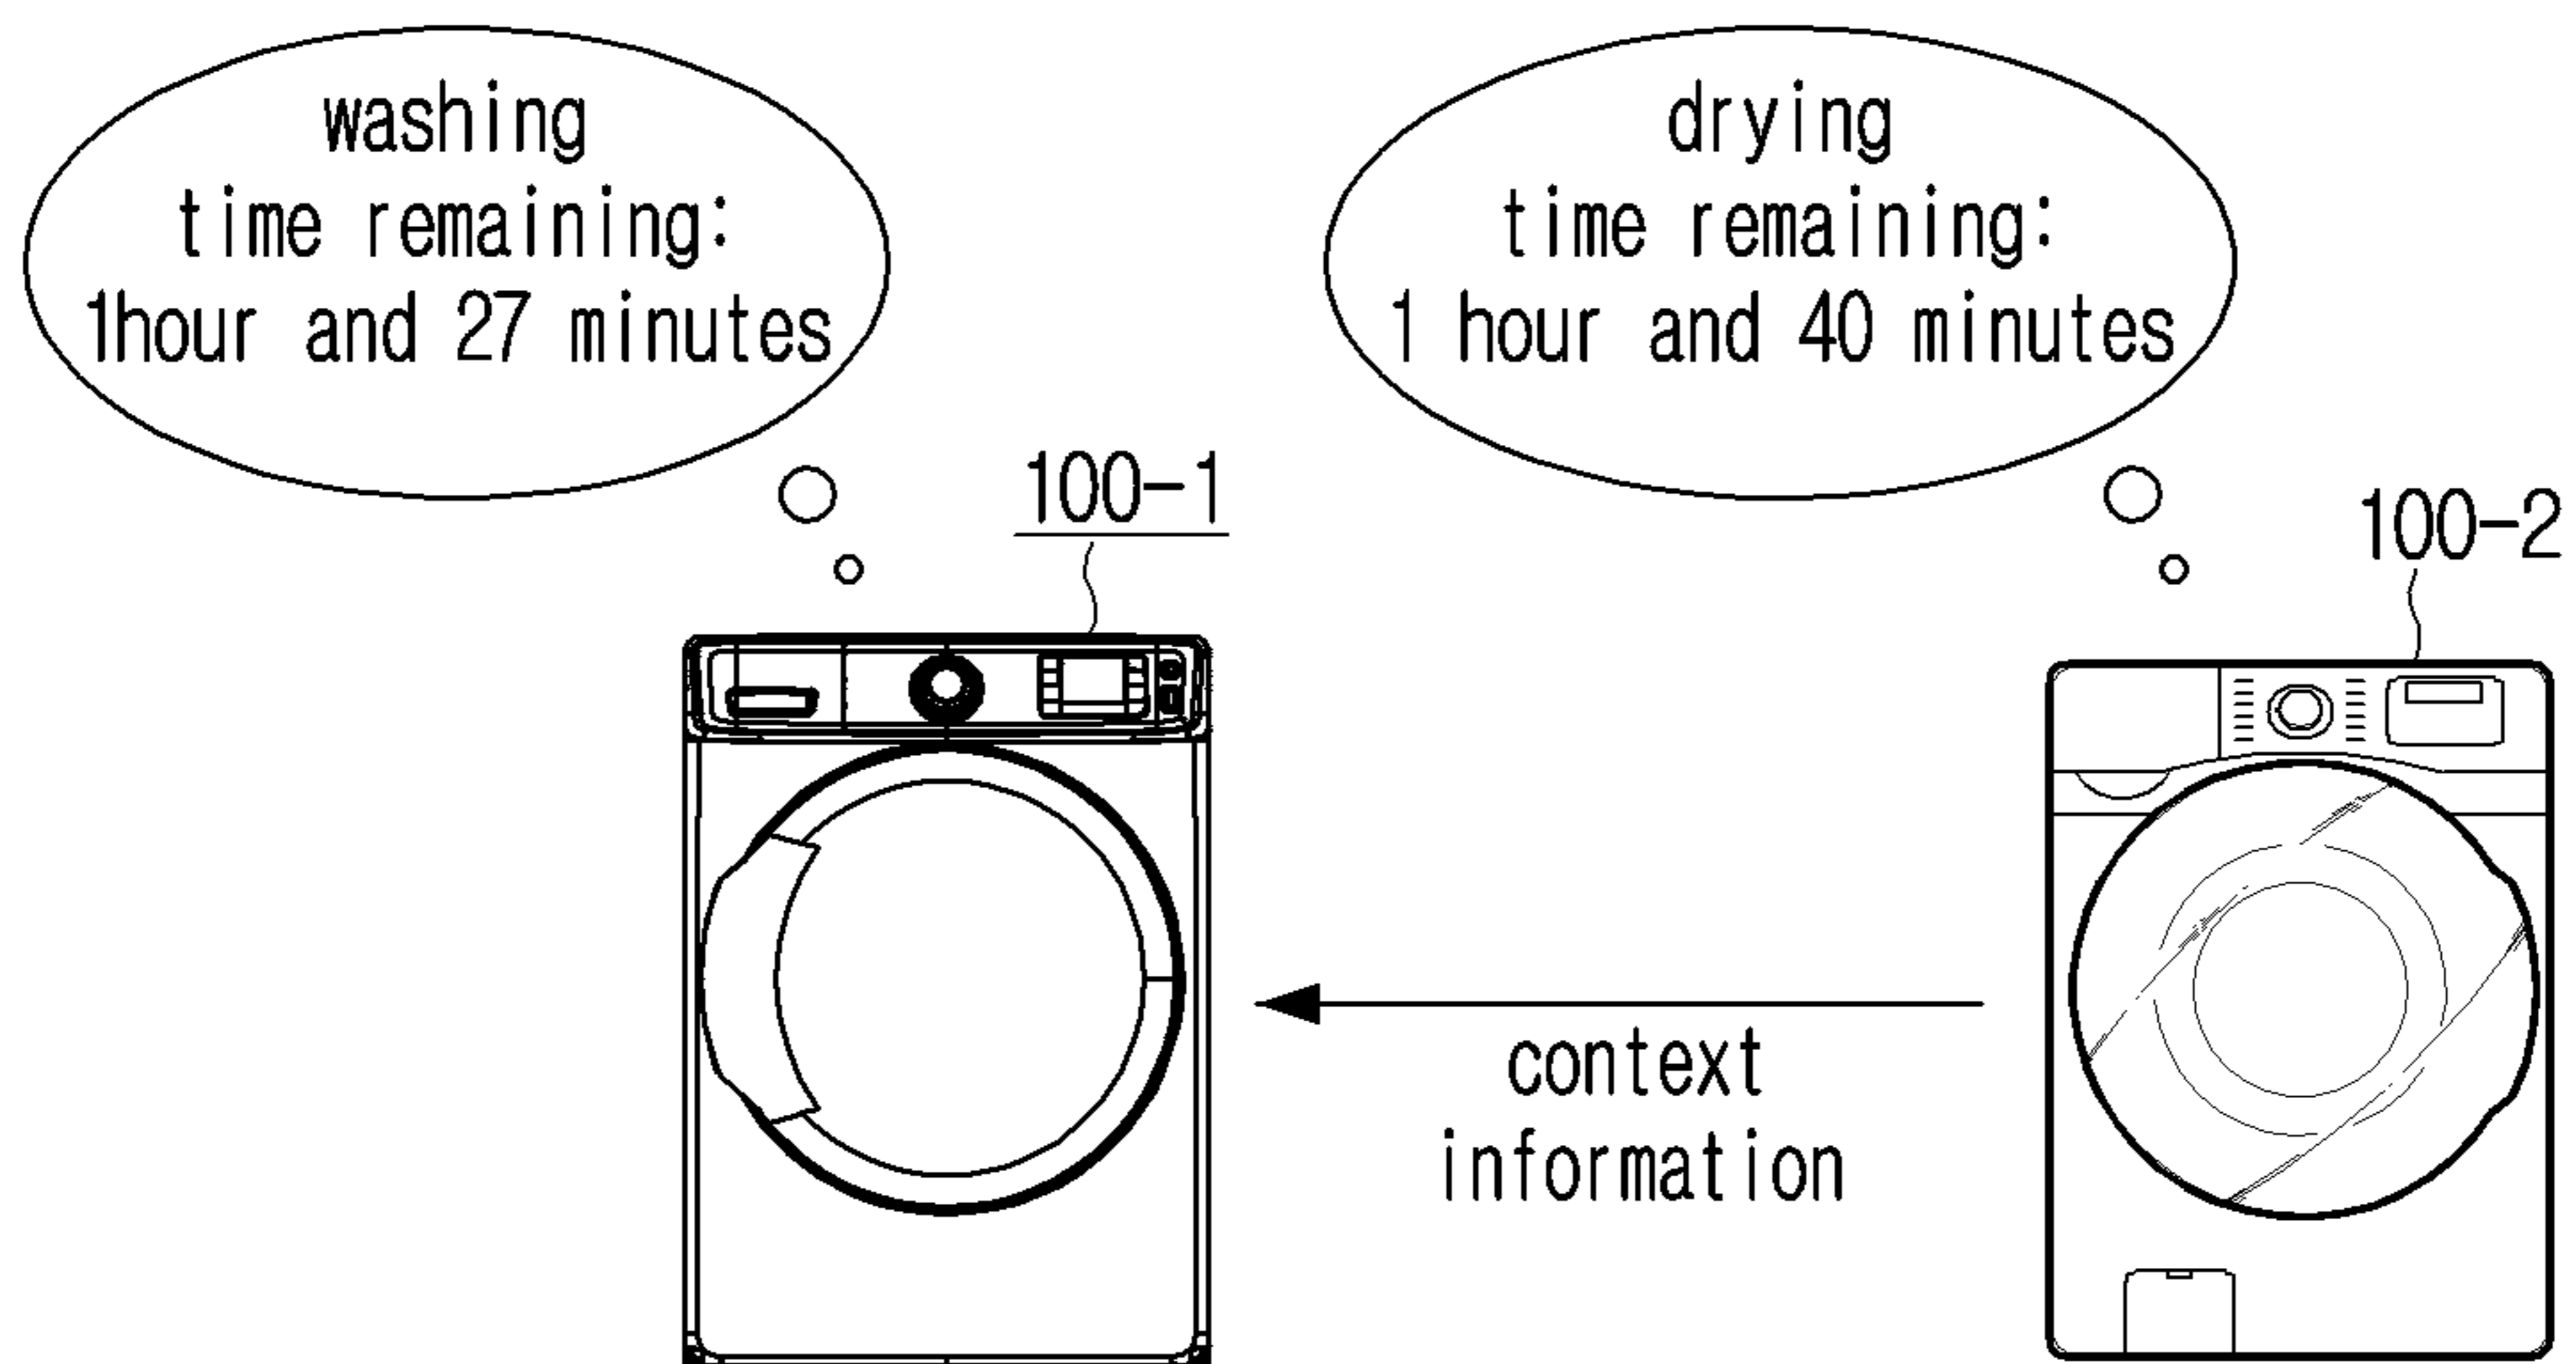 washing
time remaining:
1hour and 27 minutes
drying
time remaining:
1 hour and 40 minutes
100-1
100-2
context
information